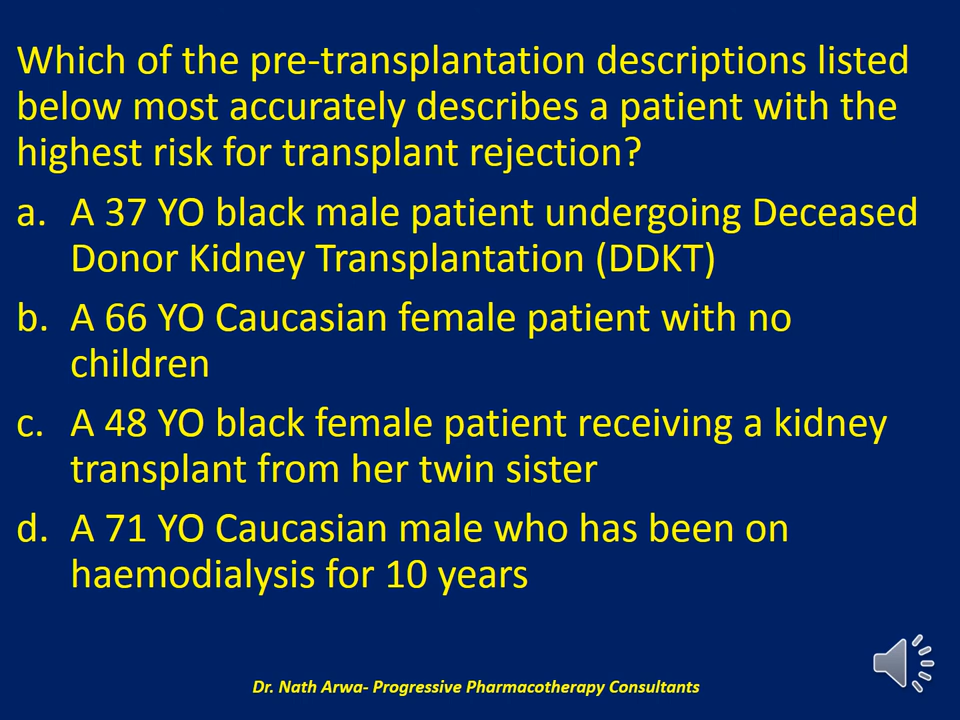 Which of the pre-transplantation descriptions listed
below most accurately describes a patient with the
highest risk for transplant rejection?
a. A 37 YO black male patient undergoing Deceased
Donor Kidney Transplantation (DDKT)
b. A 66 YO Caucasian female patient with no
children
c. A 48 YO black female patient receiving a kidney
transplant from her twin sister
d. A 71 YO Caucasian male who has been on
haemodialysis for 10 years
Dr. Nath Arwa- Progressive Pharmacotherapy Consultants